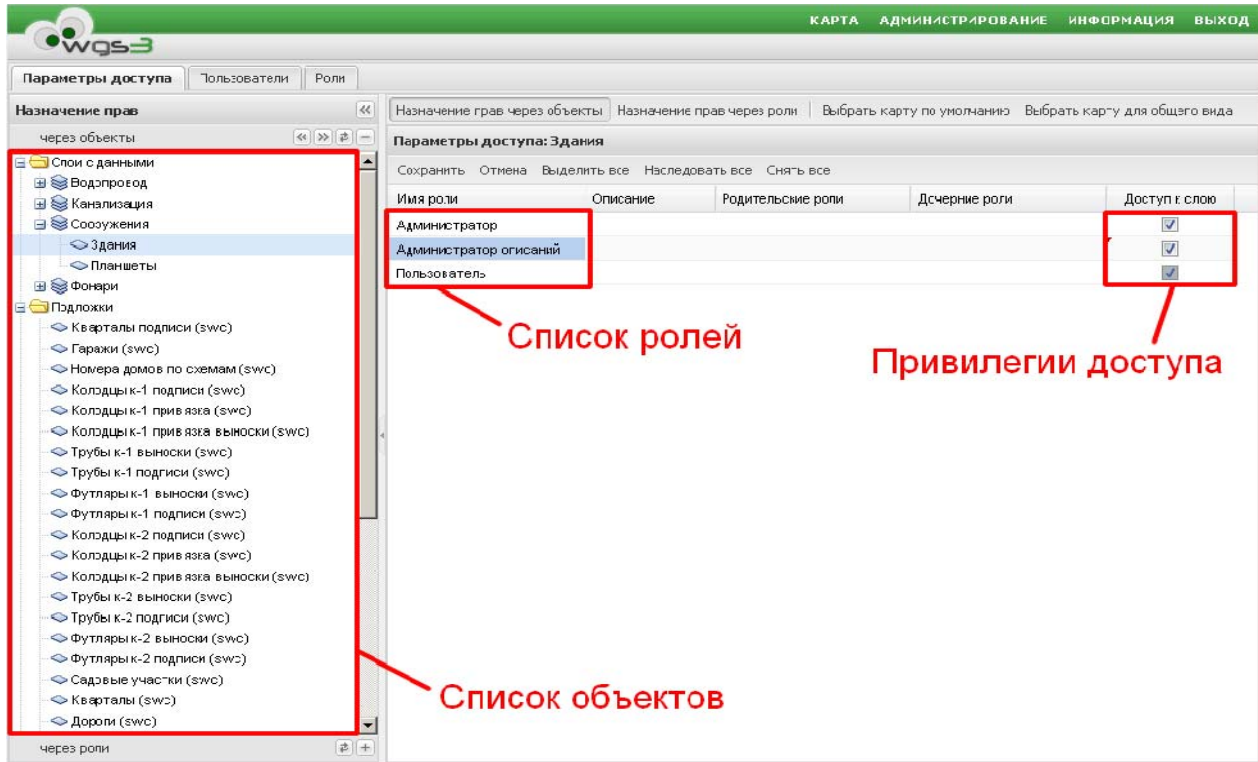 КАРТА АДМИНИСТРИРОВАНИЕ ИНФОРМАЦИЯ ВЫХОД
wgs3
Параметры доступа Пользователи Роли
Назначение прав
через объекты
Слои с данными
Водопровод
Канализация
Сооружения
Здания
Планшеты
Фонари
Подложки
Кварталы подписи (swc)
Гаражи (swc)
Номера домов по схемам (swc)
Колодцы к-1 подписи (swc)
Колодцы к-1 привязка (swc)
Колодцы к-1 привязка выноски (swc)
Трубы к-1 выноски (swc)
Трубы к-1 подписи (swc)
Футляры к-1 выноски (swc)
Футляры к-1 подписи (swc)
Колодцы к-2 подписи (swc)
Колодцы к-2 привязка (swc)
Колодцы к-2 привязка выноски (swc)
Трубы к-2 выноски (swc)
Трубы к-2 подписи (swc)
Футляры к-2 выноски (swc)
Футляры к-2 подписи (swc)
Садовые участки (swc)
Кварталы (swc)
Дороги (swc)
через роли
Назначение прав через объекты Назначение прав через роли Выбрать карту по умолчанию Выбрать карту для общего вида
Параметры доступа: Здания
Сохранить Отмена Выделить все Наследовать все Снять все
Имя роли Описание Родительские роли Дочерние роли Доступ к слою
Администратор
Администратор описаний
Пользователь
Список ролей
Привилегии доступа
Список объектов